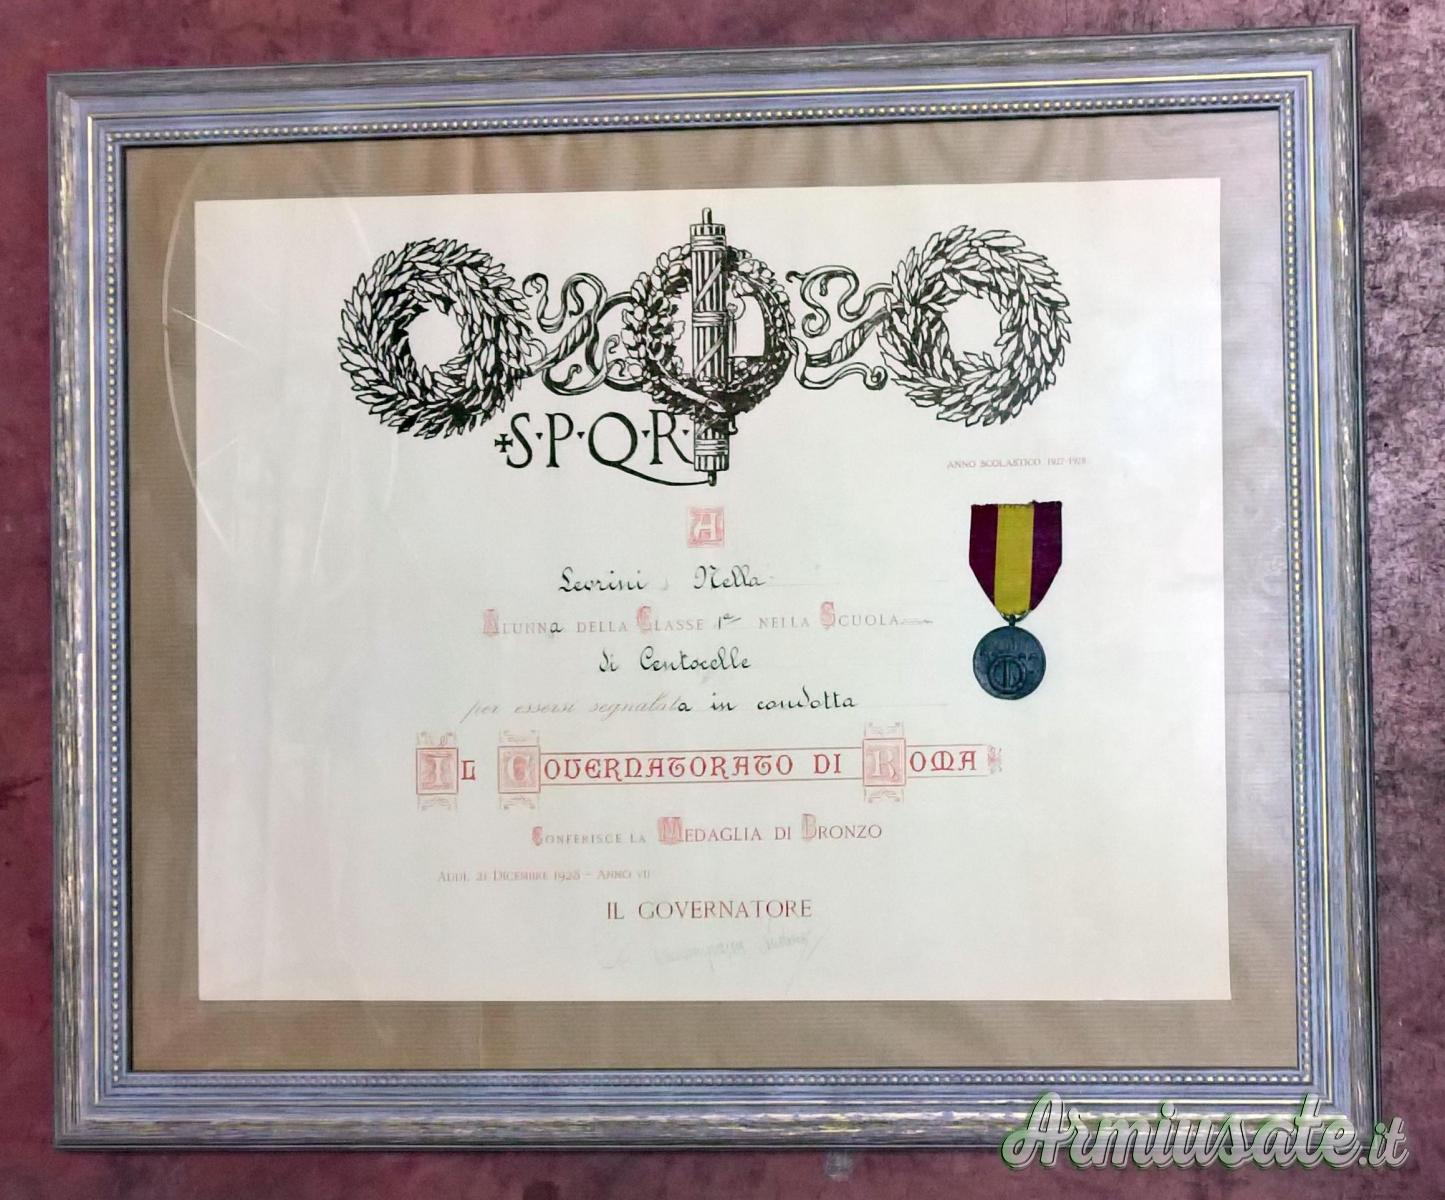 ✠S·P·Q·R·
ANNO SCOLASTICO 1927-1928
A
Levrini Nella
ALUNNa DELLA CLASSE 1ª NELLA SCUOLA
di Centocelle
per essersi segnalata in condotta
IL GOVERNATORATO DI ROMA
CONFERISCE LA MEDAGLIA DI BRONZO
ADDI, 21 DICEMBRE 1928 - ANNO VII
IL GOVERNATORE
Armiusate.it